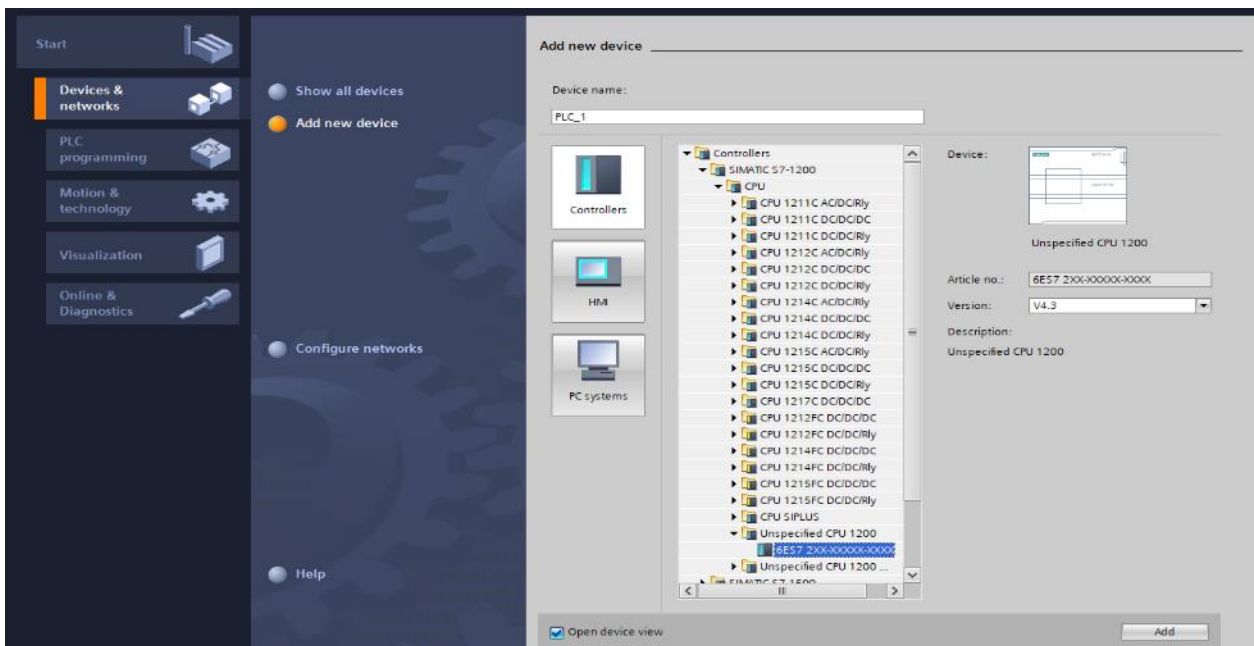 Start
Devices &
networks
PLC
programming
Motion &
technology
Visualization
Online &
Diagnostics
Show all devices
Add new device
Configure networks
Help
Add new device
Device name:
PLC_1
Controllers
HMI
PC systems
Controllers
SIMATIC S7-1200
CPU
CPU 1211C AC/DC/Rly
CPU 1211C DC/DC/DC
CPU 1211C DC/DC/Rly
CPU 1212C AC/DC/Rly
CPU 1212C DC/DC/DC
CPU 1212C DC/DC/Rly
CPU 1214C AC/DC/Rly
CPU 1214C DC/DC/DC
CPU 1214C DC/DC/Rly
CPU 1215C AC/DC/Rly
CPU 1215C DC/DC/DC
CPU 1215C DC/DC/Rly
CPU 1217C DC/DC/DC
CPU 1212FC DC/DC/DC
CPU 1212FC DC/DC/Rly
CPU 1214FC DC/DC/DC
CPU 1214FC DC/DC/Rly
CPU 1215FC DC/DC/DC
CPU 1215FC DC/DC/Rly
CPU SIPLUS
Unspecified CPU 1200
6ES7 2XX-XXXXX-XXXX
Unspecified CPU 1200 ...
SIMATIC S7-1500
Device:
Unspecified CPU 1200
Article no.:
6ES7 2XX-XXXXX-XXXX
Version:
V4.3
Description:
Unspecified CPU 1200
Open device view
Add